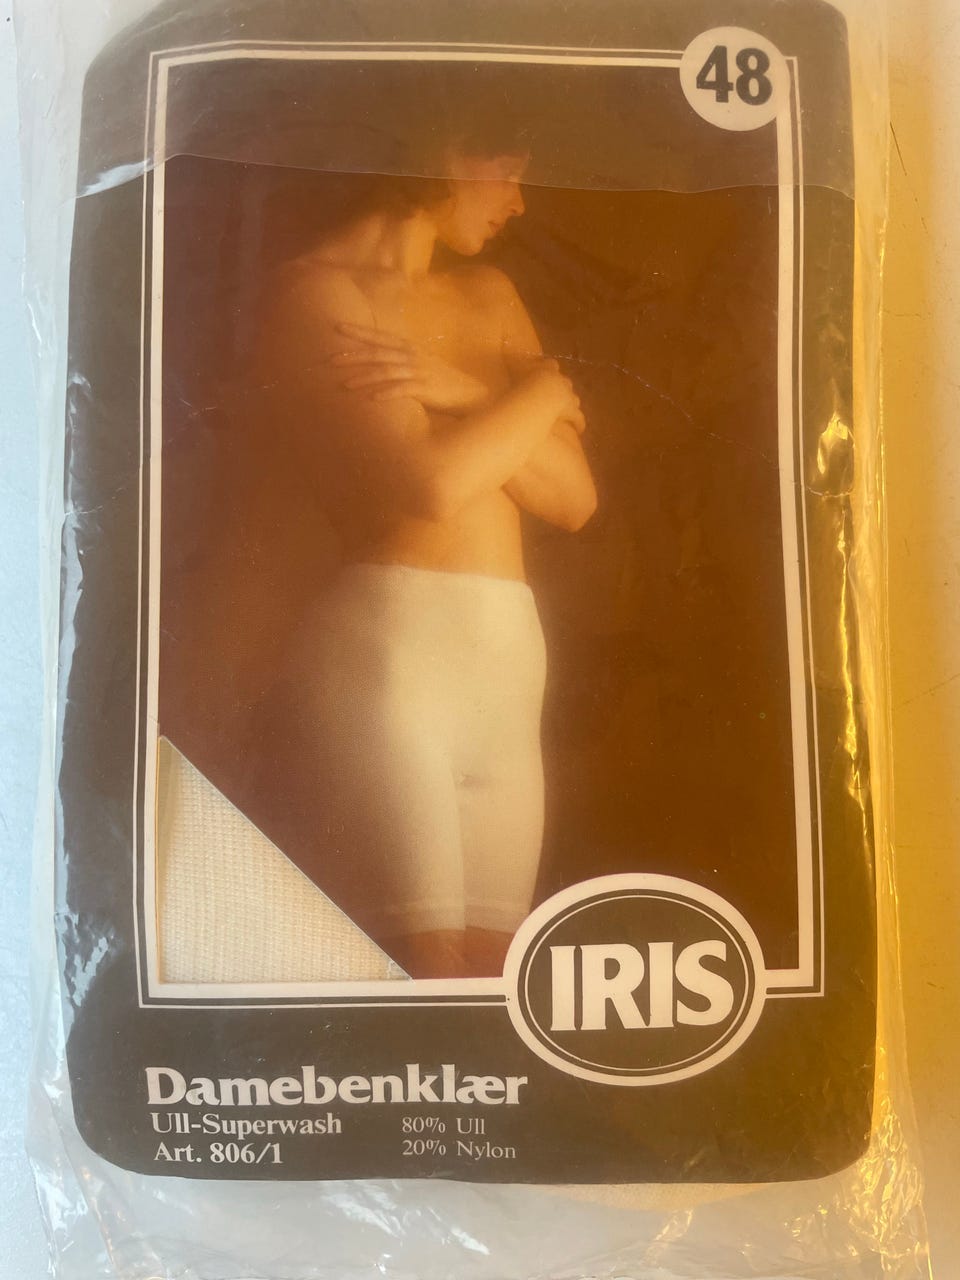 48
IRIS
Damebenklær
Ull-Superwash 80% Ull
Art. 806/1 20% Nylon